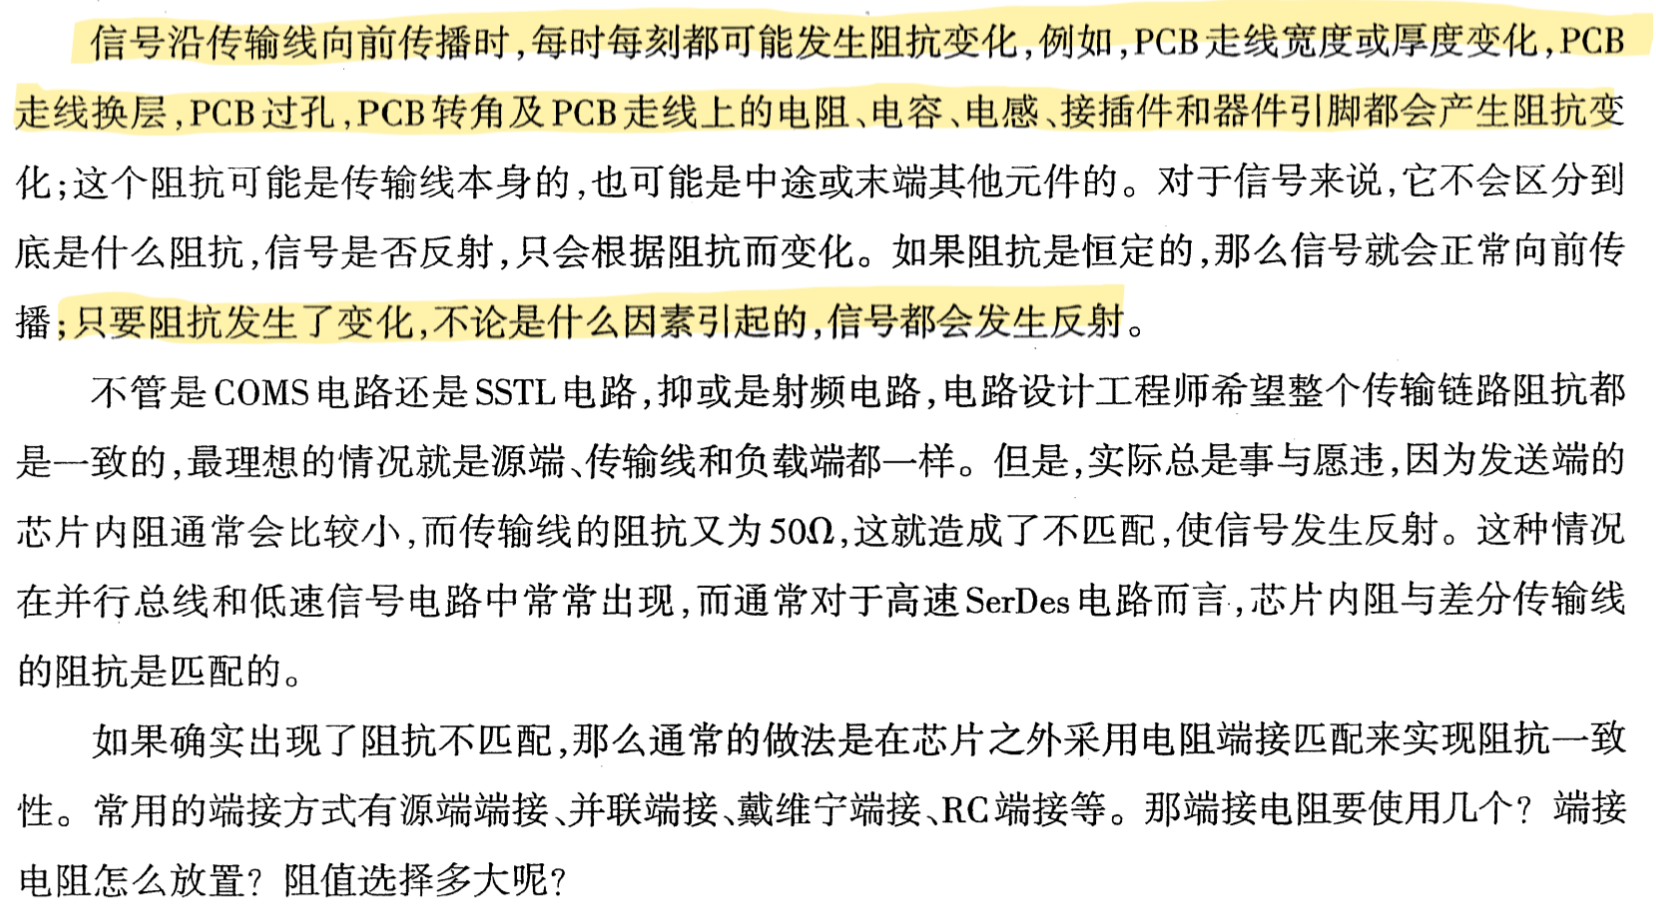 信号沿传输线向前传播时,每时每刻都可能发生阻抗变化,例如,PCB走线宽度或厚度变化,PCB
走线换层,PCB过孔,PCB转角及PCB走线上的电阻、电容、电感、接插件和器件引脚都会产生阻抗变
化;这个阻抗可能是传输线本身的,也可能是中途或末端其他元件的。对于信号来说,它不会区分到
底是什么阻抗,信号是否反射,只会根据阻抗而变化。如果阻抗是恒定的,那么信号就会正常向前传
播;只要阻抗发生了变化,不论是什么因素引起的,信号都会发生反射。
不管是COMS电路还是SSTL电路,抑或是射频电路,电路设计工程师希望整个传输链路阻抗都
是一致的,最理想的情况就是源端、传输线和负载端都一样。但是,实际总是事与愿违,因为发送端的
芯片内阻通常会比较小,而传输线的阻抗又为50Ω,这就造成了不匹配,使信号发生反射。这种情况
在并行总线和低速信号电路中常常出现,而通常对于高速SerDes电路而言,芯片内阻与差分传输线
的阻抗是匹配的。
如果确实出现了阻抗不匹配,那么通常的做法是在芯片之外采用电阻端接匹配来实现阻抗一致
性。常用的端接方式有源端端接、并联端接、戴维宁端接、RC端接等。那端接电阻要使用几个？端接
电阻怎么放置？阻值选择多大呢？